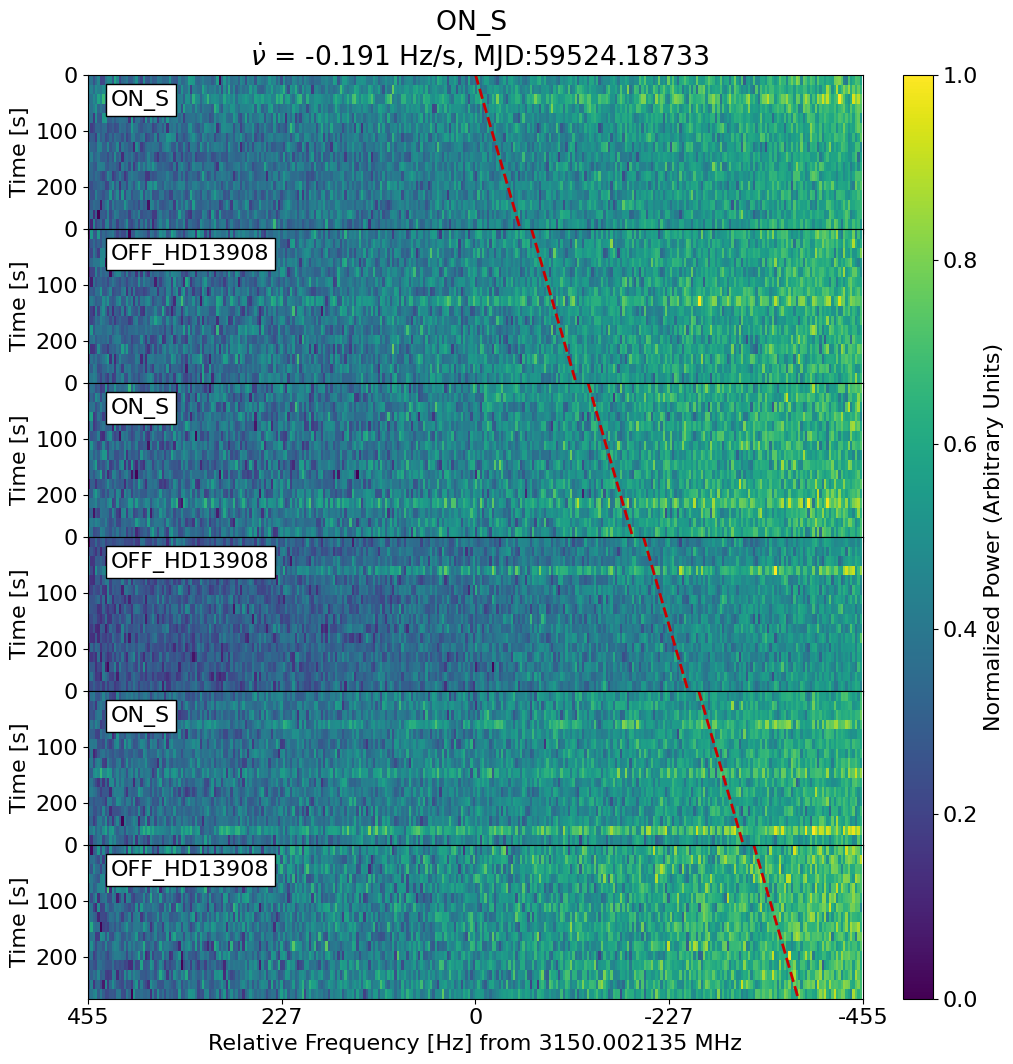 ON_S
ν̇ = -0.191 Hz/s, MJD:59524.18733
0
ON_S
100
200
Time [s]
0
OFF_HD13908
100
200
Time [s]
0
ON_S
100
200
Time [s]
0
OFF_HD13908
100
200
Time [s]
0
ON_S
100
200
Time [s]
0
OFF_HD13908
100
200
Time [s]
455 227 0 -227 -455
Relative Frequency [Hz] from 3150.002135 MHz
1.0
0.8
0.6
0.4
0.2
0.0
Normalized Power (Arbitrary Units)